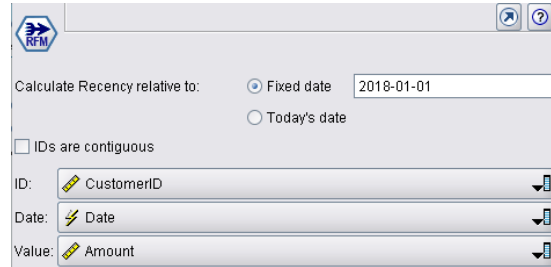 RFM
Calculate Recency relative to: Fixed date 2018-01-01
Today's date
IDs are contiguous
ID: CustomerID
Date: Date
Value: Amount